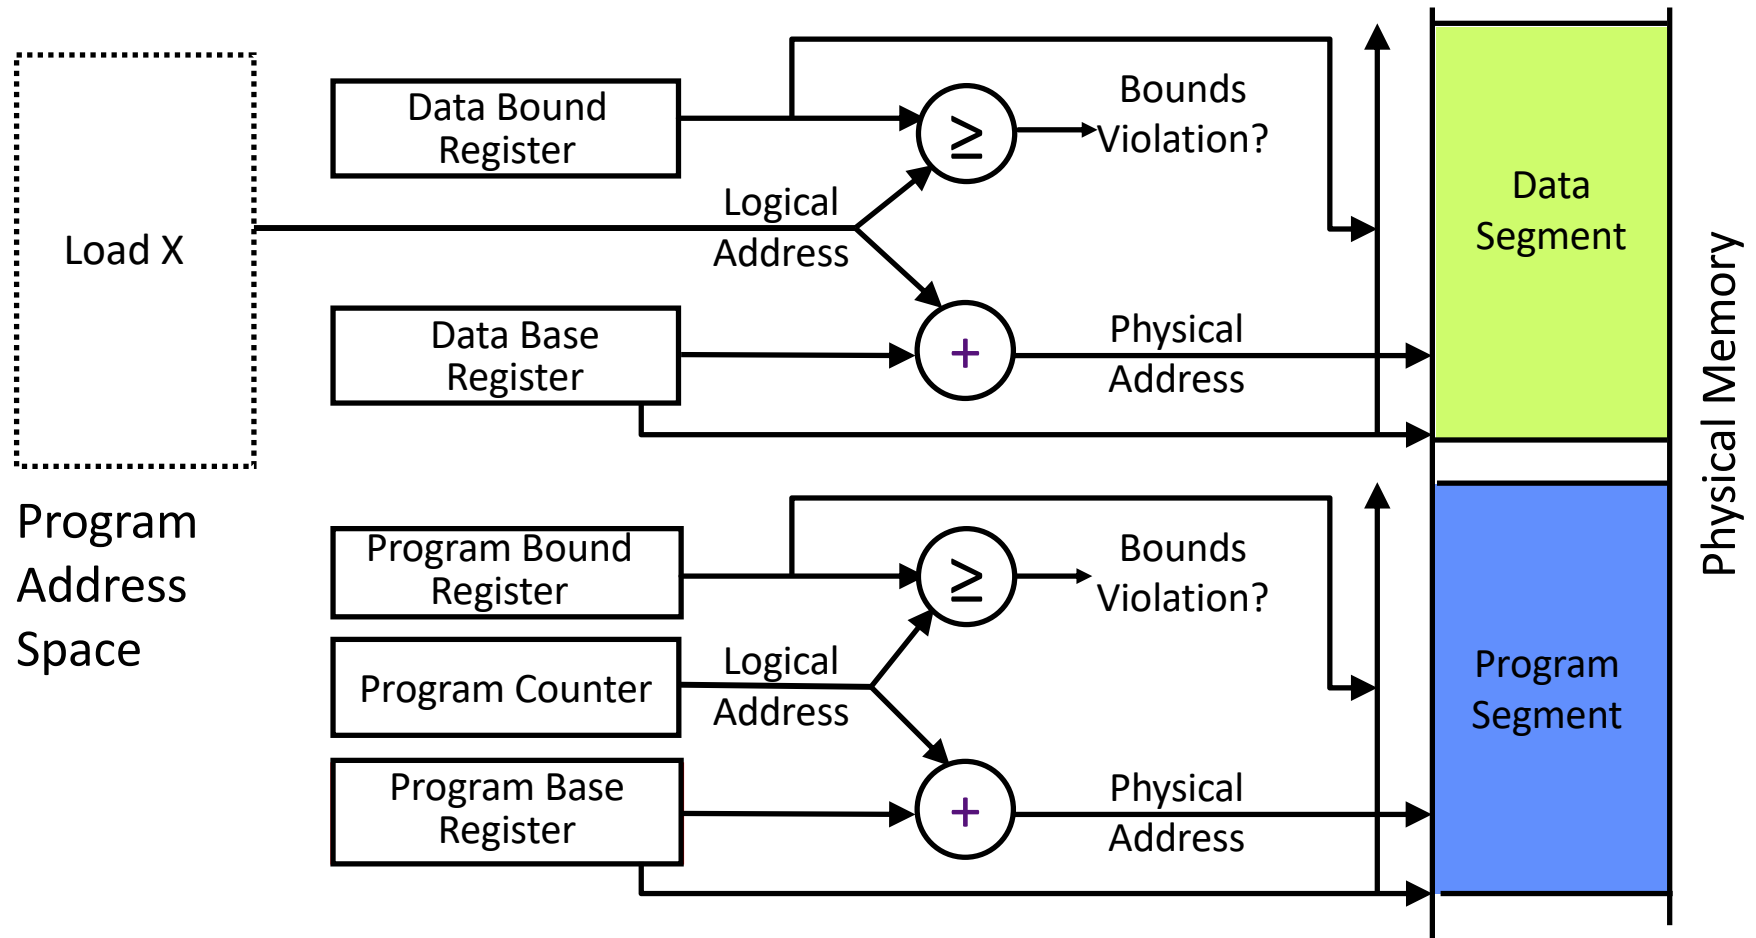 Load X
Program
Address
Space
Data Bound
Register
Logical
Address
Data Base
Register
≥
Bounds
Violation?
+
Physical
Address
Program Bound
Register
Program Counter
Logical
Address
Program Base
Register
≥
Bounds
Violation?
+
Physical
Address
Data
Segment
Program
Segment
Physical Memory